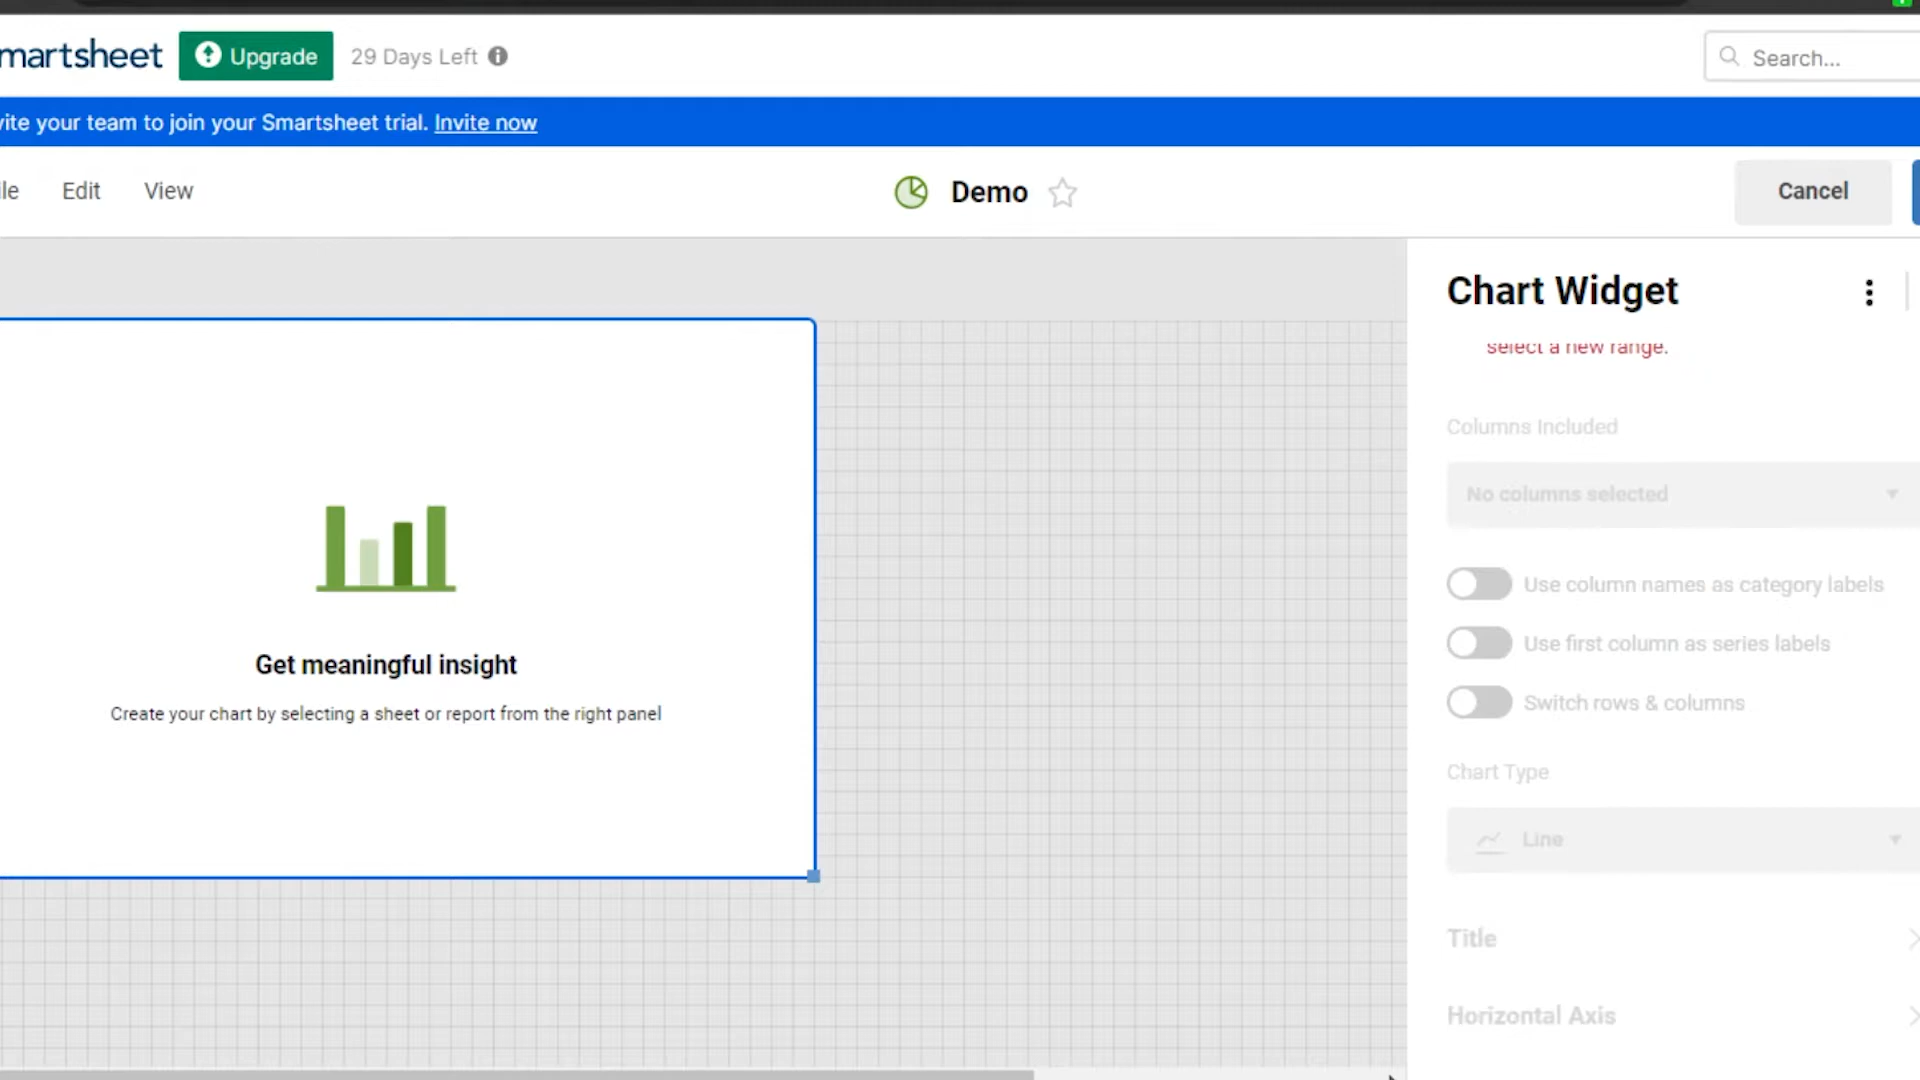 martsheet
Upgrade
29 Days Left
Search...
vite your team to join your Smartsheet trial. Invite now
ile
Edit
View
Demo
Cancel
Chart Widget
select a new range.
Columns Included
No columns selected
Use column names as category labels
Use first column as series labels
Switch rows & columns
Chart Type
Line
Title
Horizontal Axis
Get meaningful insight
Create your chart by selecting a sheet or report from the right panel